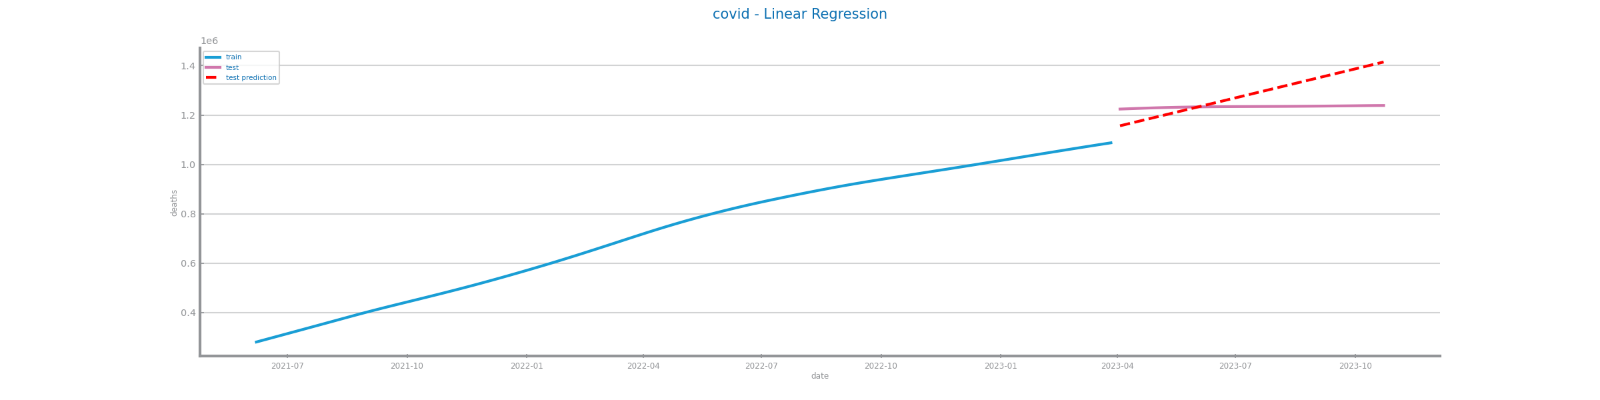 covid - Linear Regression
1e6
train
test
test prediction
1.4
1.2
1.0
0.8
0.6
0.4
deaths
2021-07 2021-10 2022-01 2022-04 2022-07 2022-10 2023-01 2023-04 2023-07 2023-10
date